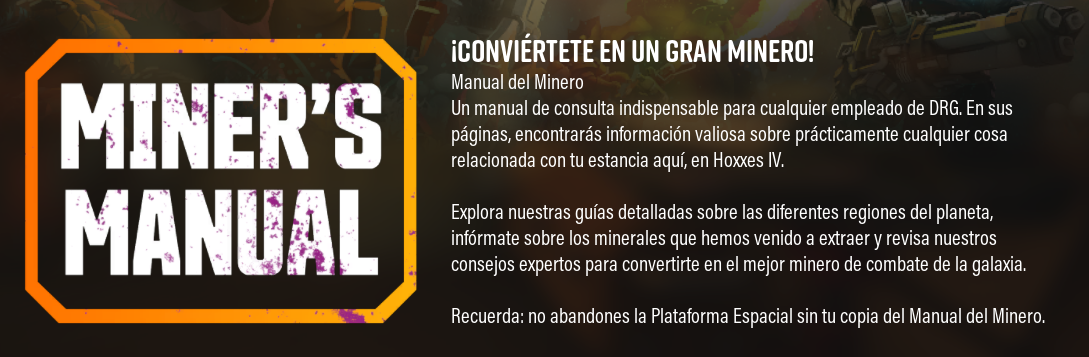 MINER'S
MANUAL
¡CONVIÉRTETE EN UN GRAN MINERO!
Manual del Minero
Un manual de consulta indispensable para cualquier empleado de DRG. En sus
páginas, encontrarás información valiosa sobre prácticamente cualquier cosa
relacionada con tu estancia aquí, en Hoxxes IV.
Explora nuestras guías detalladas sobre las diferentes regiones del planeta,
infórmate sobre los minerales que hemos venido a extraer y revisa nuestros
consejos expertos para convertirte en el mejor minero de combate de la galaxia.
Recuerda: no abandones la Plataforma Espacial sin tu copia del Manual del Minero.